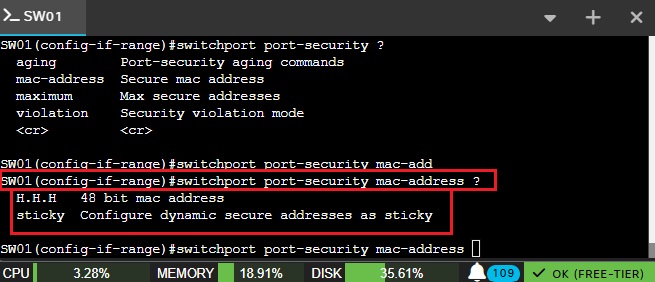 SW01
SW01(config-if-range)#switchport port-security ?
aging Port-security aging commands
mac-address Secure mac address
maximum Max secure addresses
violation Security violation mode
<cr> <cr>
SW01(config-if-range)#switchport port-security mac-add
SW01(config-if-range)#switchport port-security mac-address ?
H.H.H 48 bit mac address
sticky Configure dynamic secure addresses as sticky
SW01(config-if-range)#switchport port-security mac-address
CPU 3.28% MEMORY 18.91% DISK 35.61% 109 OK (FREE-TIER)